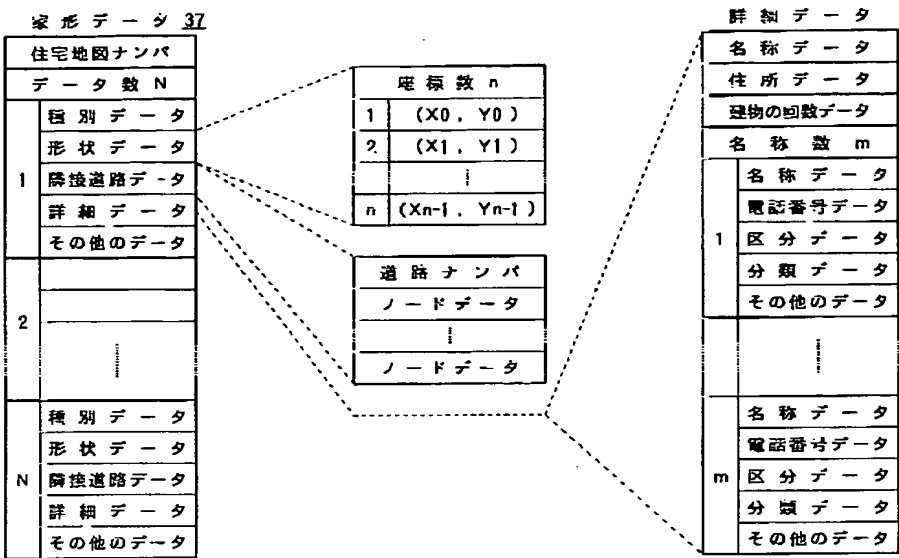 家形データ 37
住宅地図ナンバ
データ数N
1
種別データ
形状データ
隣接道路データ
詳細データ
その他のデータ
2
N
種別データ
形状データ
隣接道路データ
詳細データ
その他のデータ
座標数n
1 (X0, Y0)
2 (X1, Y1)
n (Xn-1, Yn-1)
道路ナンバ
ノードデータ
ノードデータ
詳細データ
名称データ
住所データ
建物の回数データ
名称数m
1
名称データ
電話番号データ
区分データ
分類データ
その他のデータ
m
名称データ
電話番号データ
区分データ
分類データ
その他のデータ